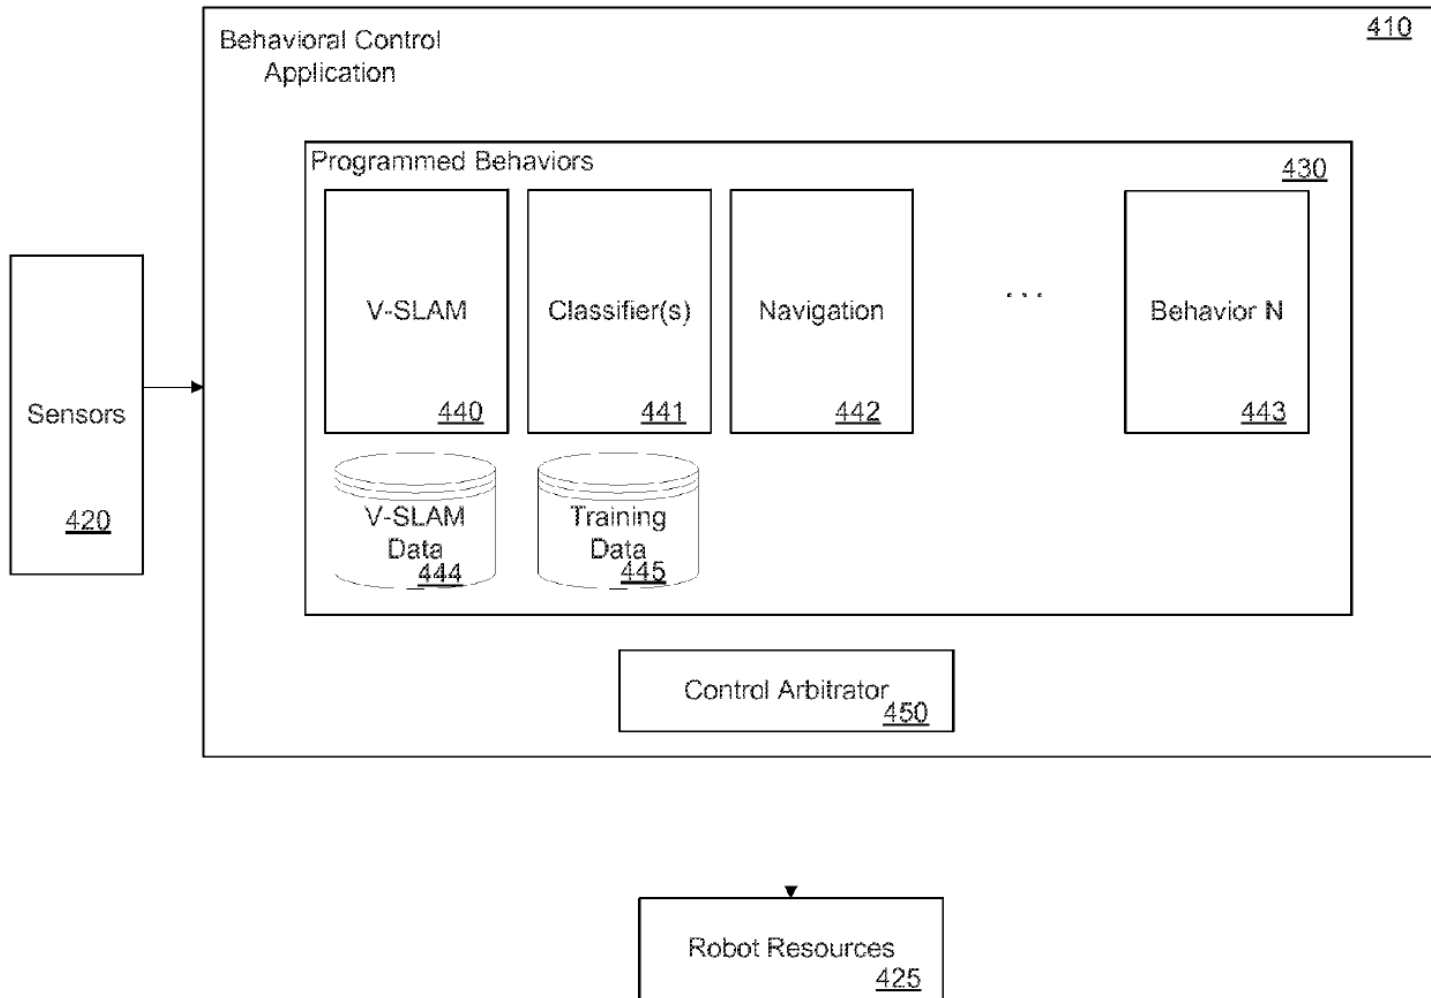 410
Behavioral Control
Application
Programmed Behaviors
430
V-SLAM
440
Classifier(s)
441
Navigation
442
...
Behavior N
443
Sensors
420
V-SLAM
Data
444
Training
Data
445
Control Arbitrator
450
Robot Resources
425